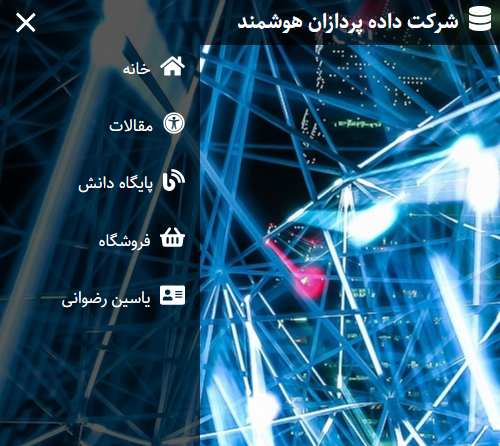 شرکت داده پردازان هوشمند
خانه
مقالات
پایگاه دانش
فروشگاه
یاسین رضوانی